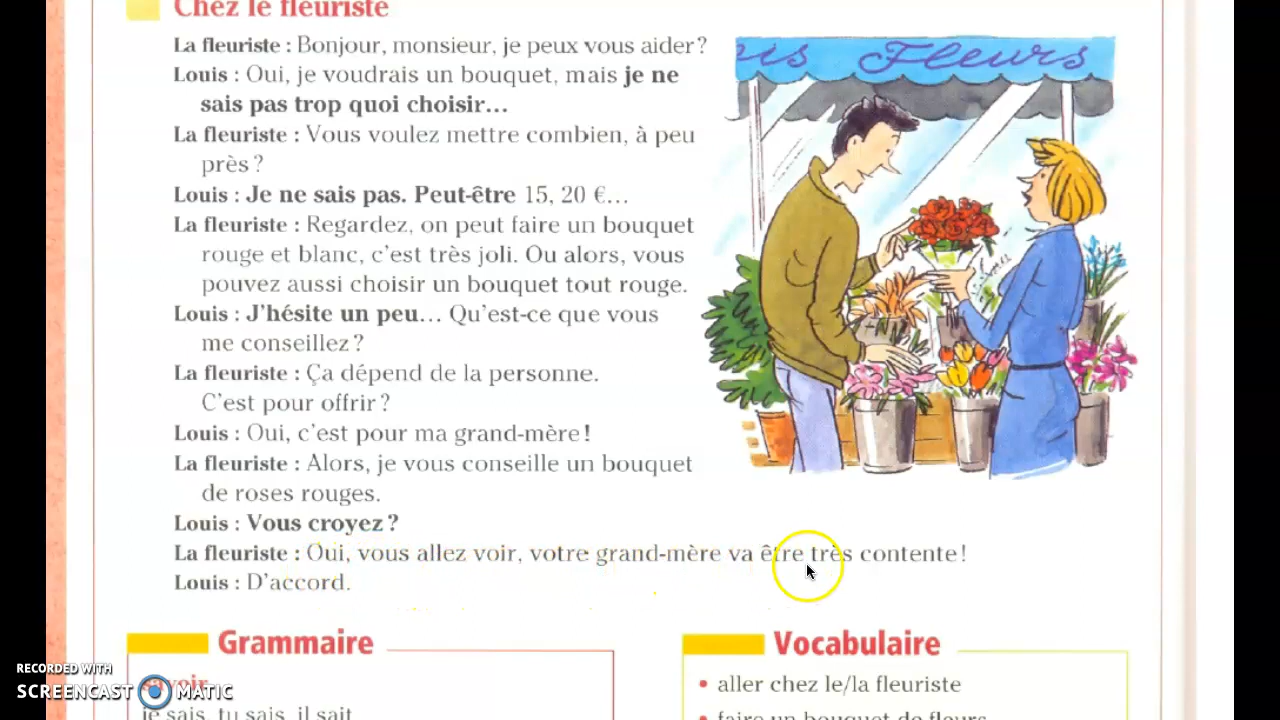 Chez le fleuriste
La fleuriste : Bonjour, monsieur, je peux vous aider ?
Louis : Oui, je voudrais un bouquet, mais je ne
sais pas trop quoi choisir...
La fleuriste : Vous voulez mettre combien, à peu
près ?
Louis : Je ne sais pas. Peut-être 15, 20 €...
La fleuriste : Regardez, on peut faire un bouquet
rouge et blanc, c'est très joli. Ou alors, vous
pouvez aussi choisir un bouquet tout rouge.
Louis : J'hésite un peu... Qu'est-ce que vous
me conseillez ?
La fleuriste : Ça dépend de la personne.
C'est pour offrir ?
Louis : Oui, c'est pour ma grand-mère !
La fleuriste : Alors, je vous conseille un bouquet
de roses rouges.
Louis : Vous croyez ?
La fleuriste : Oui, vous allez voir, votre grand-mère va être très contente !
Louis : D'accord.
is Fleurs
Grammaire
savoir
je sais, tu sais, il sait
Vocabulaire
• aller chez le/la fleuriste
• faire un bouquet de fleurs
RECORDED WITH
SCREENCAST MATIC